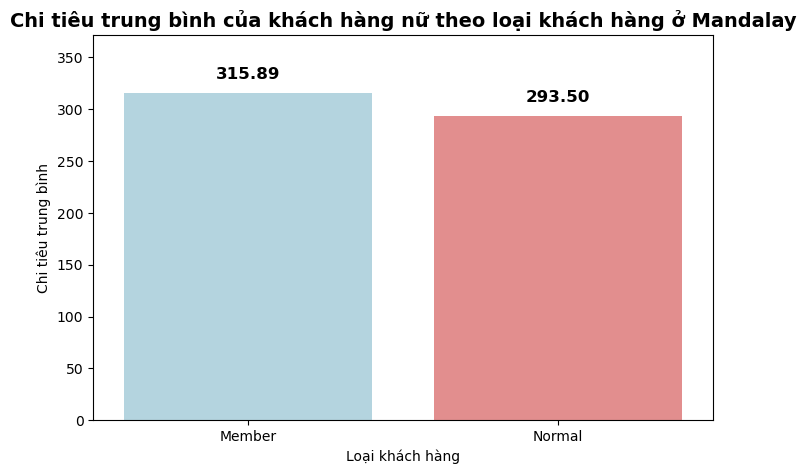 Chi tiêu trung bình của khách hàng nữ theo loại khách hàng ở Mandalay
350
300
250
200
150
100
50
0
Chi tiêu trung bình
315.89
293.50
Member
Normal
Loại khách hàng